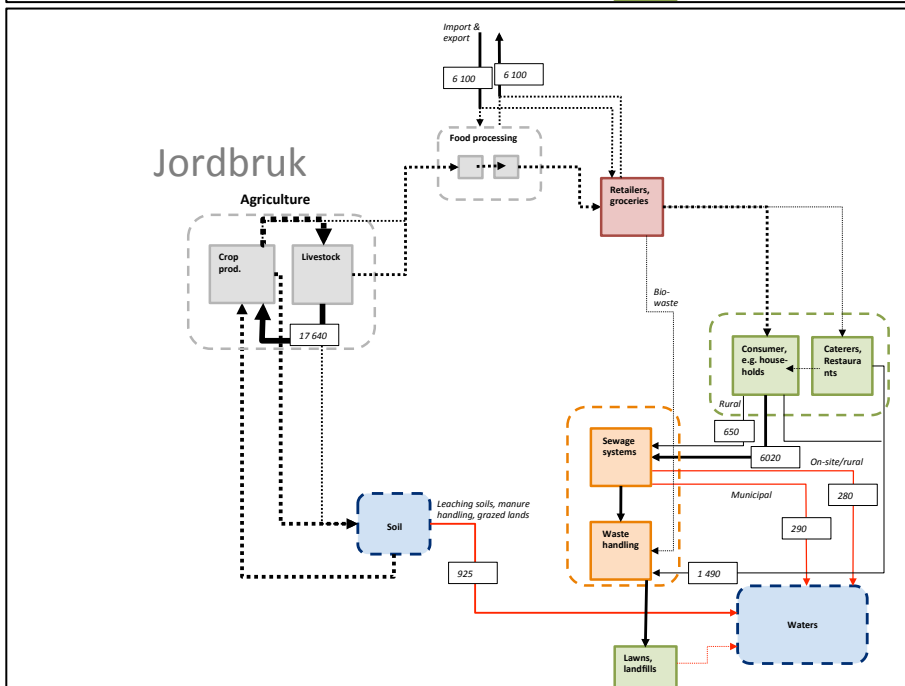 Import &
export
6 100
6 100
Food processing
Jordbruk
Agriculture
Retailers,
groceries
Crop
prod.
Livestock
Bio-
waste
17 640
Consumer,
e.g. house-
holds
Caterers,
Restaura
nts
Rural
650
Sewage
systems
6020
On-site/rural
Municipal
280
290
Leaching soils, manure
handling, grazed lands
Soil
Waste
handling
925
1 490
Waters
Lawns,
landfills